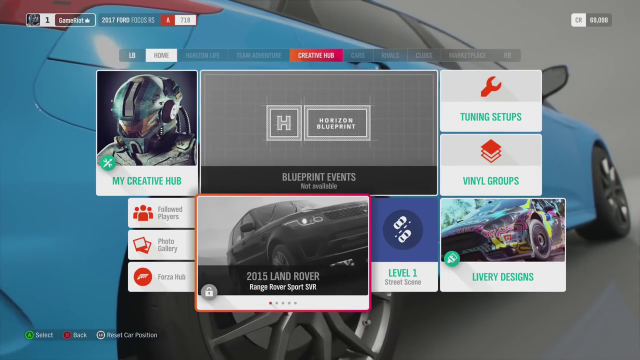 1 GameRiot 2017 FORD FOCUS RS A 718 CR 69,000
LB HOME HORIZON LIFE TEAM ADVENTURE CREATIVE HUB CARS RIVALS CLUBS MARKETPLACE RB
HORIZON
BLUEPRINT
TUNING SETUPS
MY CREATIVE HUB
BLUEPRINT EVENTS
Not available
VINYL GROUPS
Followed
Players
Photo
Gallery
Forza Hub
2015 LAND ROVER
Range Rover Sport SVR
LEVEL 1
Street Scene
LIVERY DESIGNS
A Select B Back Reset Car Position